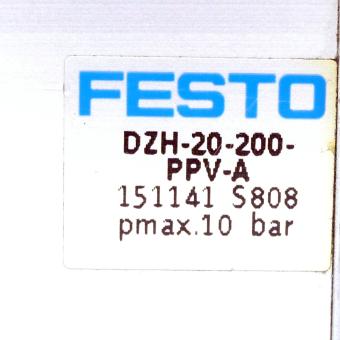 FESTO
DZH-20-200-
PPV-A
151141 S808
pmax.10 bar